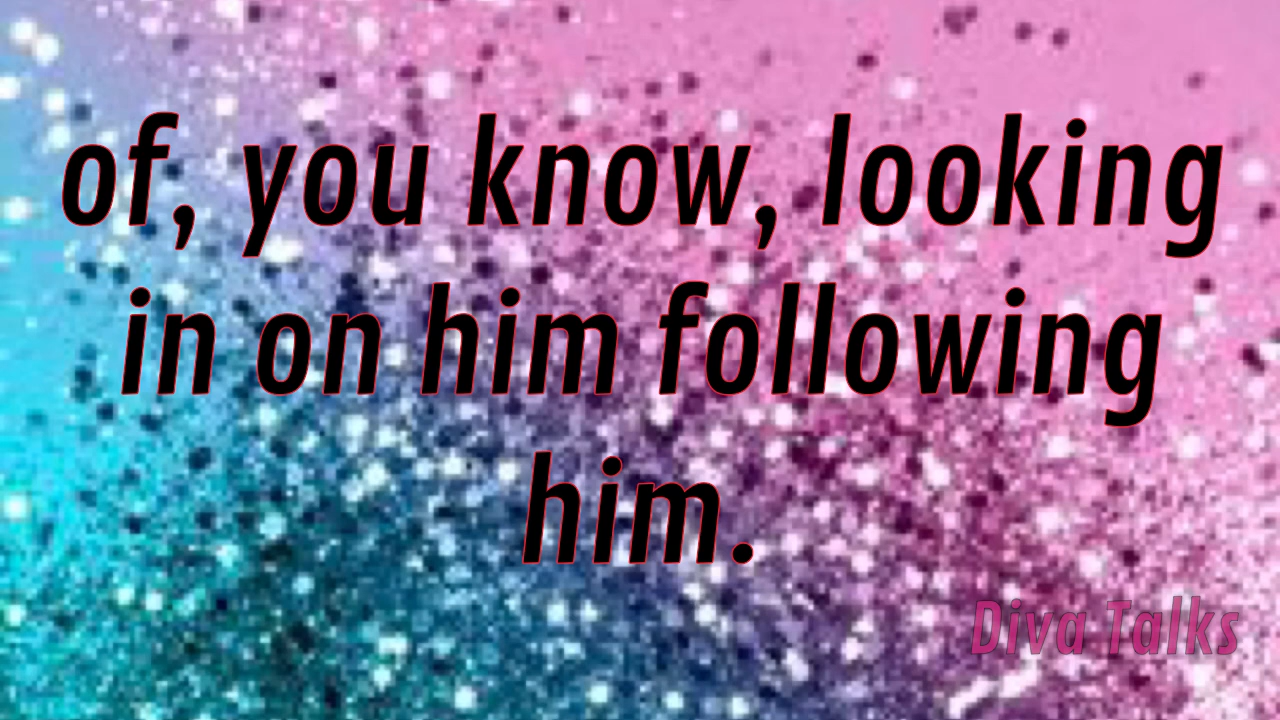 of, you know, looking
in on him following
him.
Diva Talks